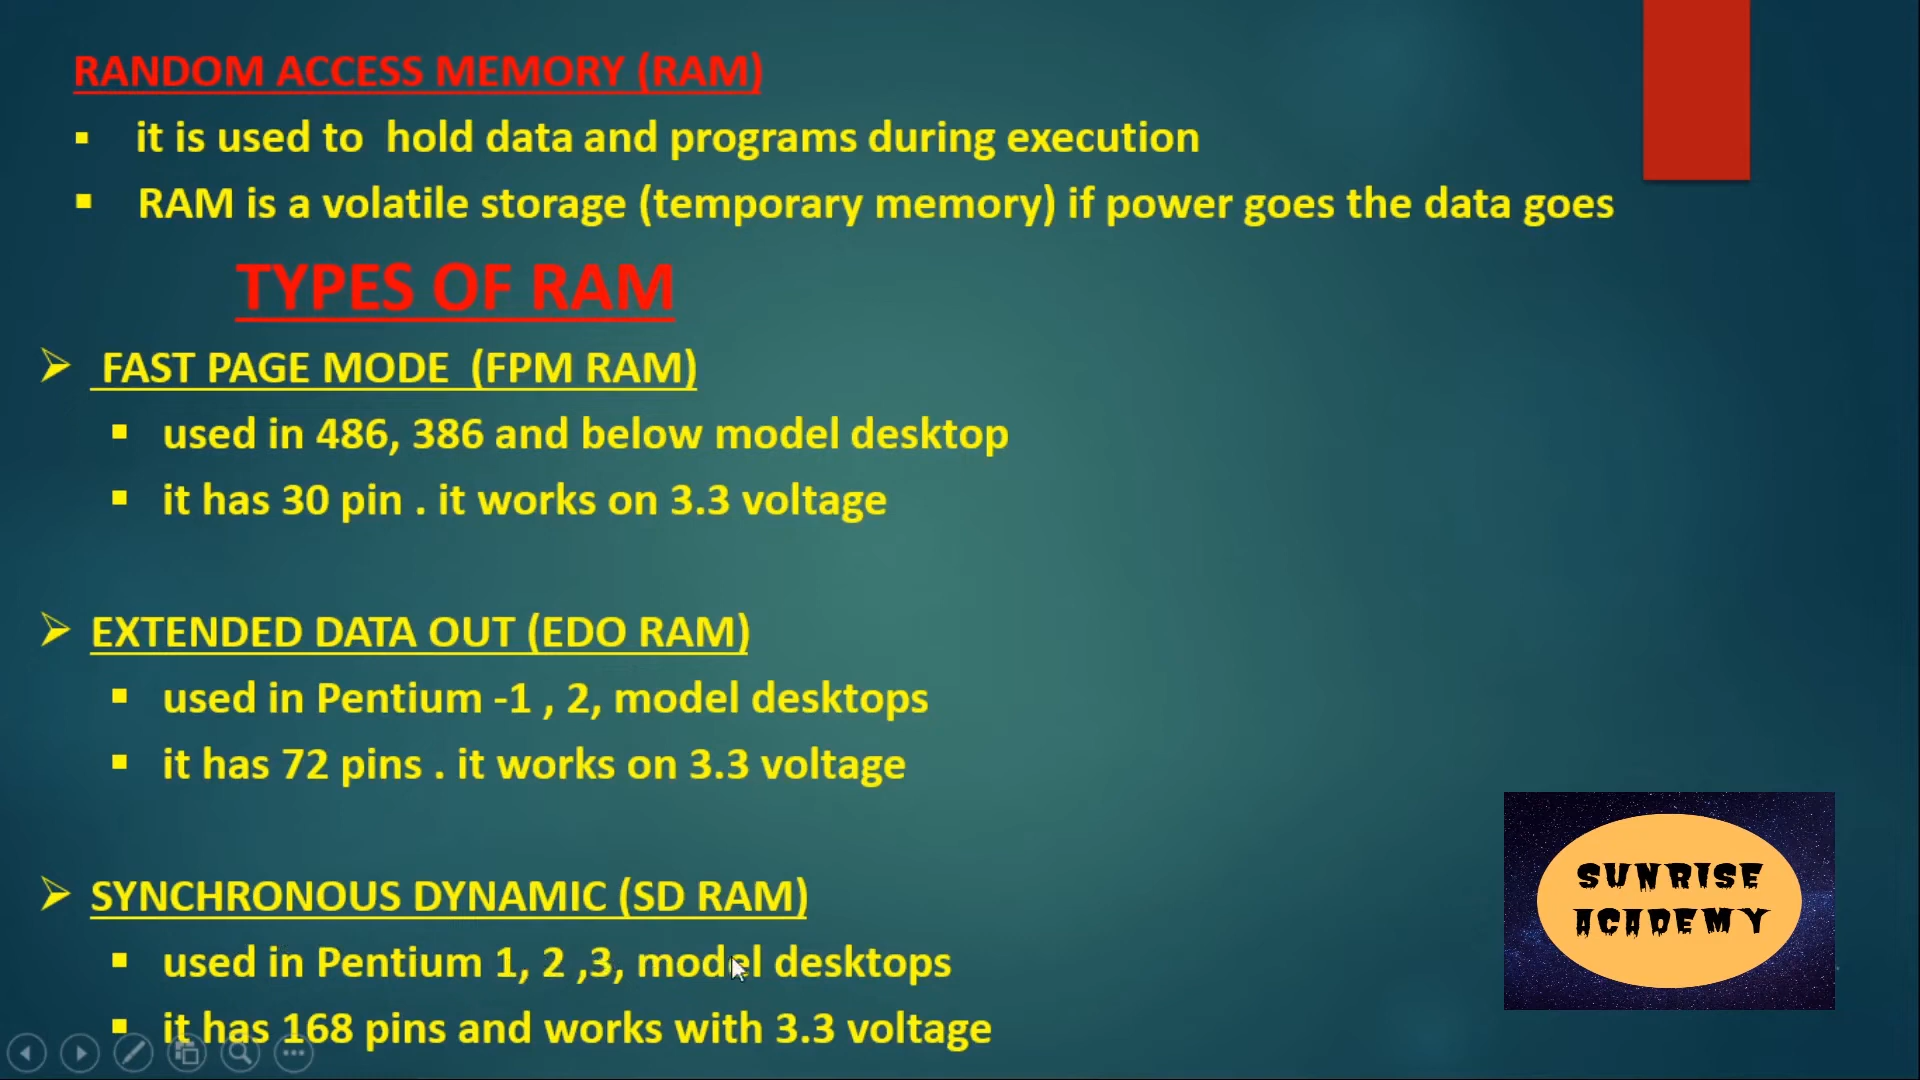 RANDOM ACCESS MEMORY (RAM)
it is used to hold data and programs during execution
RAM is a volatile storage (temporary memory) if power goes the data goes
TYPES OF RAM
FAST PAGE MODE (FPM RAM)
used in 486, 386 and below model desktop
it has 30 pin . it works on 3.3 voltage
EXTENDED DATA OUT (EDO RAM)
used in Pentium -1 , 2, model desktops
it has 72 pins . it works on 3.3 voltage
SYNCHRONOUS DYNAMIC (SD RAM)
used in Pentium 1, 2 ,3, model desktops
it has 168 pins and works with 3.3 voltage
SUNRISE
ACADEMY